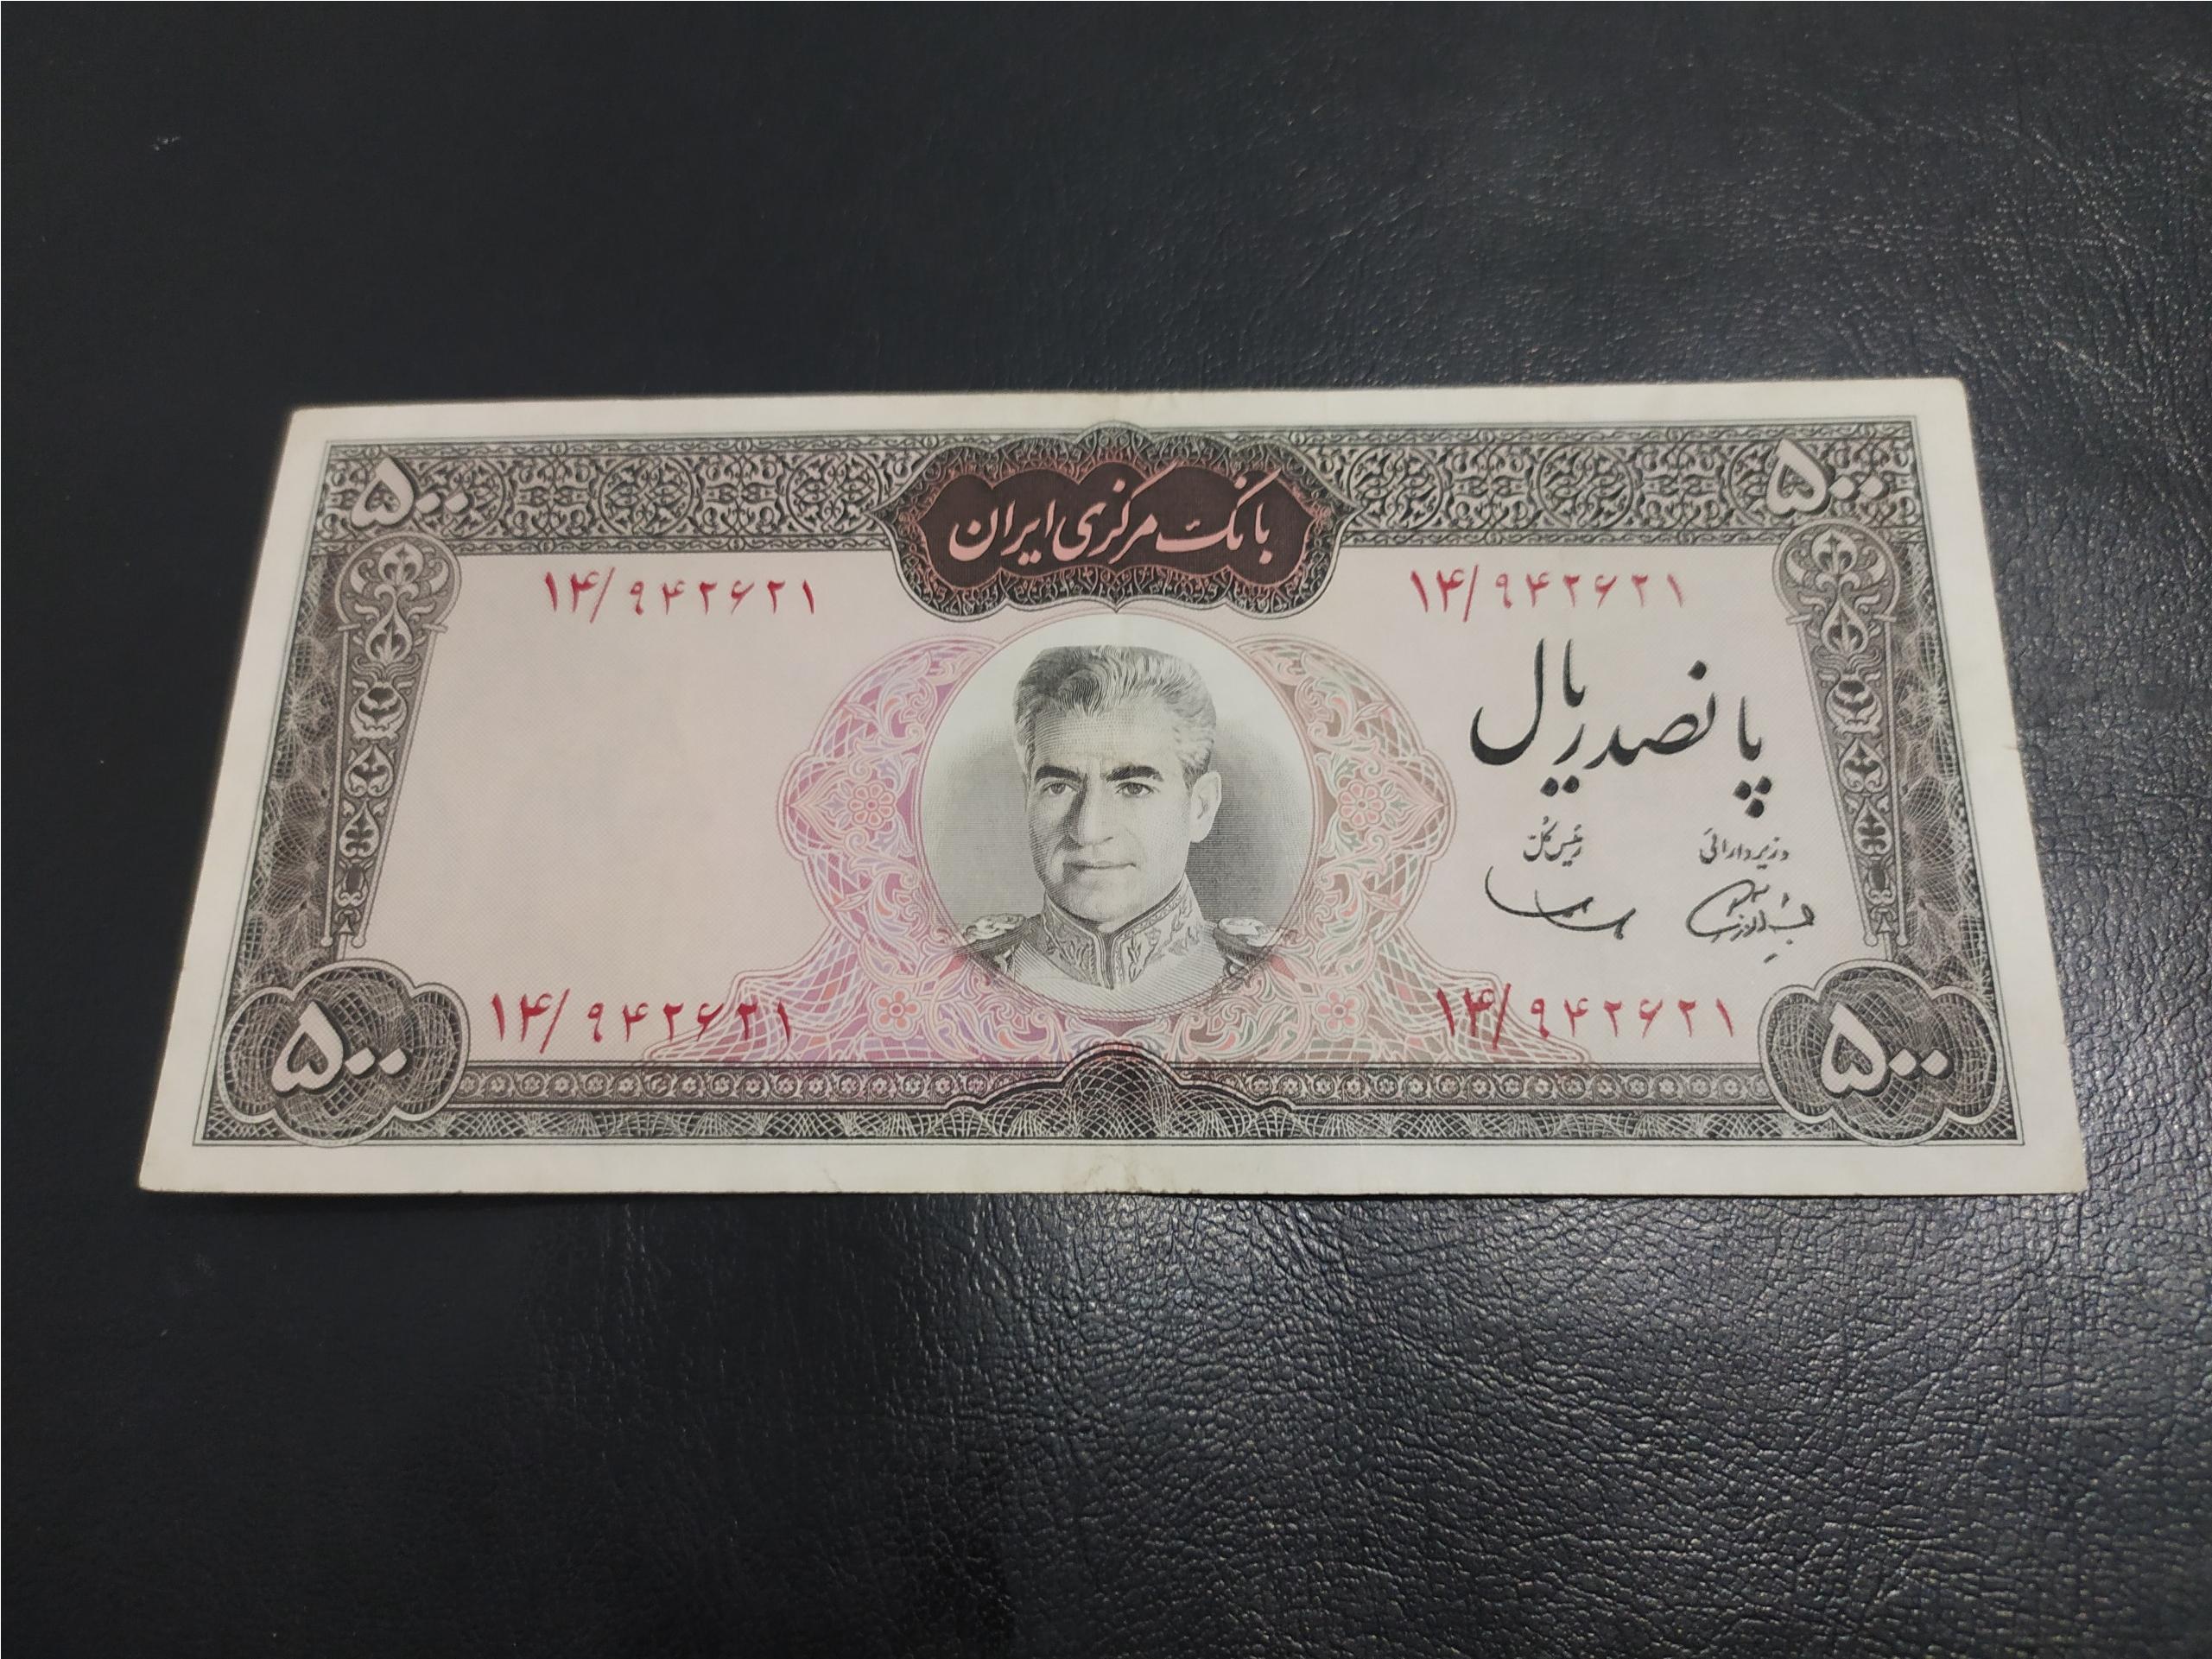 ۵۰۰ ۵۰۰
بانک مرکزی ایران
۱۴/۹۴۲۶۲۱ ۱۴/۹۴۲۶۲۱
پانصد ریال
وزیر دارائی رئیس کل
۱۴/۹۴۲۶۲۱ ۱۴/۹۴۲۶۲۱
۵۰۰ ۵۰۰